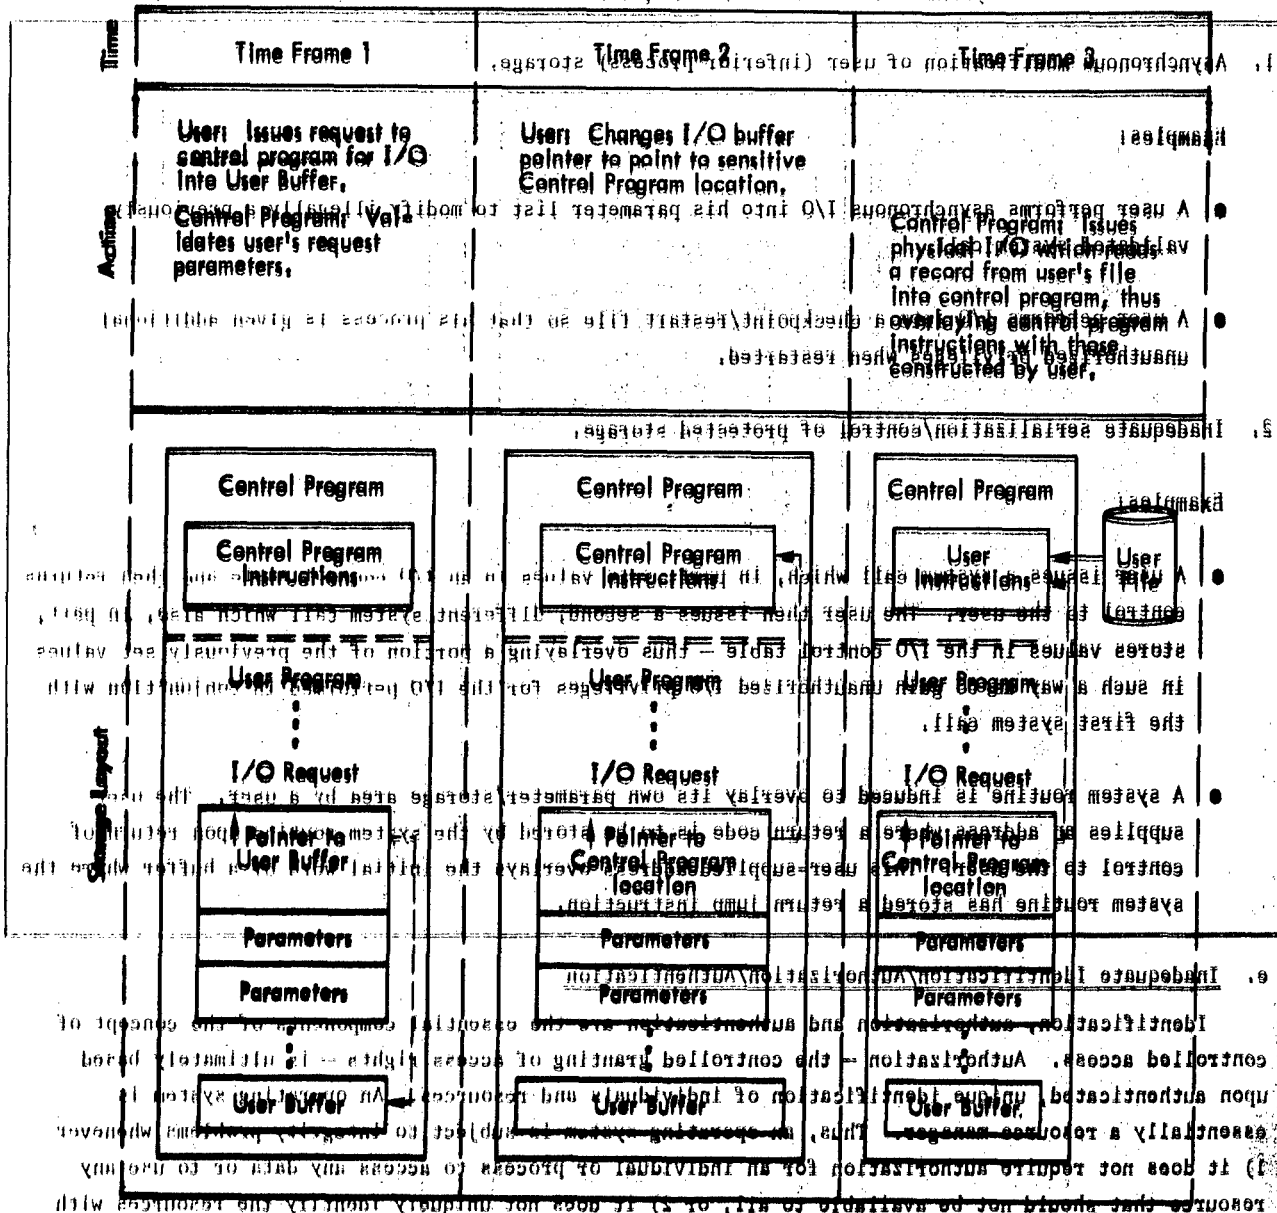 Time
Time Frame 1
Time Frame 2
Time Frame 3
Action
User: Issues request to
control program for I/O
into User Buffer.
Control Program: Val-
idates user's request
parameters.
User: Changes I/O buffer
pointer to point to sensitive
Control Program location.
Control Program: Issues
physical I/O which reads
a record from user's file
into control program, thus
overlaying control program
instructions with those
constructed by user.
Storage Layout
Control Program
Control Program
Instructions
User Program
I/O Request
Pointer to
User Buffer
Parameters
Parameters
User Buffer
Control Program
Control Program
Instructions
User Program
I/O Request
Pointer to
Control Program
location
Parameters
Parameters
User Buffer
Control Program
User
Instructions
User
File
User Program
I/O Request
Pointer to
Control Program
location
Parameters
Parameters
User Buffer
1. Asynchronous modification of user (inferior process) storage.
Examples:
A user performs asynchronous I/O into his parameter list to modify illegally a previously
validated system call.
A user performs I/O a checkpoint/restart file so that his process is given additional
unauthorized privileges when restarted.
2. Inadequate serialization/control of protected storage.
Examples:
A user issues a system call which, in part values in an I/O and then returns
control to the user. The user then issues a second, different system call which also, in part,
stores values in the I/O control table — thus overlaying a portion of the previously set values
in such a way as to gain unauthorized I/O privileges for the I/O performed in conjunction with
the first system call.
A system routine is induced to overlay its own parameter/storage area by a user. The user
supplies an address where a return code is to be stored by the system routine upon return of
control to the user. This user-supplied address overlays the initial word of a buffer where the
system routine has stored a return jump instruction.
e. Inadequate Identification/Authorization/Authentication
Identification, authorization and authentication are the essential components of the concept of
controlled access. Authorization — the controlled granting of access rights — is ultimately based
upon authenticated, unique identification of individuals and resources. An operating system is
essentially a resource manager. Thus, an operating system is subject to integrity problems whenever
1) it does not require authorization for an individual or process to access any data or to use any
resource that should not be available to all, or 2) it does not uniquely identify the resources with